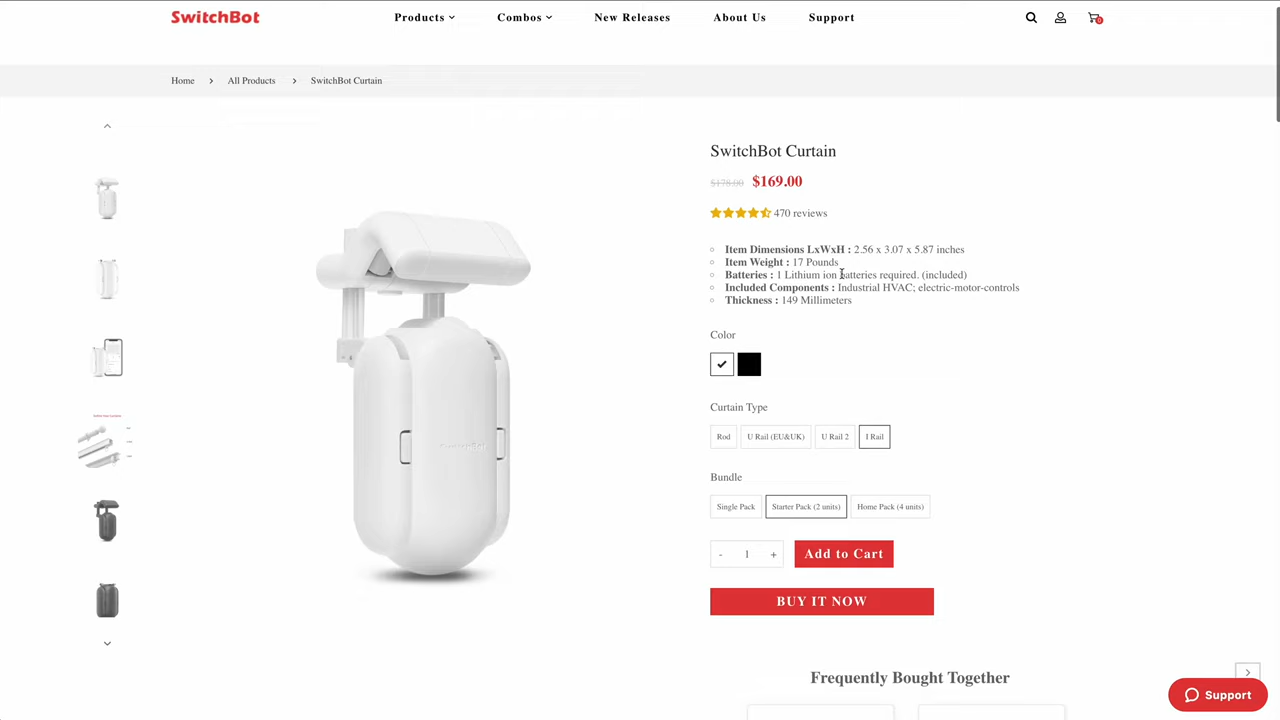 SwitchBot
Products
Combos
New Releases
About Us
Support
0
Home > All Products > SwitchBot Curtain
SwitchBot Curtain
$178.00 $169.00
470 reviews
Item Dimensions LxWxH : 2.56 x 3.07 x 5.87 inches
Item Weight : 17 Pounds
Batteries : 1 Lithium ion batteries required. (included)
Included Components : Industrial HVAC; electric-motor-controls
Thickness : 149 Millimeters
Color
Curtain Type
Rod
U Rail (EU&UK)
U Rail 2
I Rail
Bundle
Single Pack
Starter Pack (2 units)
Home Pack (4 units)
- 1 +
Add to Cart
BUY IT NOW
SwitchBot
Frequently Bought Together
Support